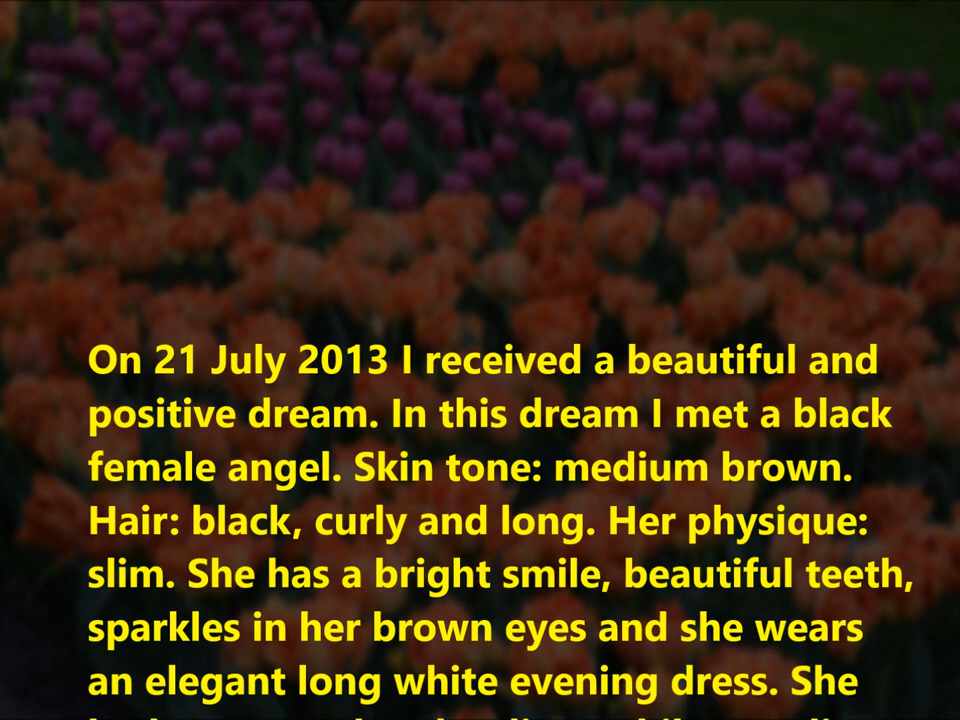 On 21 July 2013 I received a beautiful and
positive dream. In this dream I met a black
female angel. Skin tone: medium brown.
Hair: black, curly and long. Her physique:
slim. She has a bright smile, beautiful teeth,
sparkles in her brown eyes and she wears
an elegant long white evening dress. She